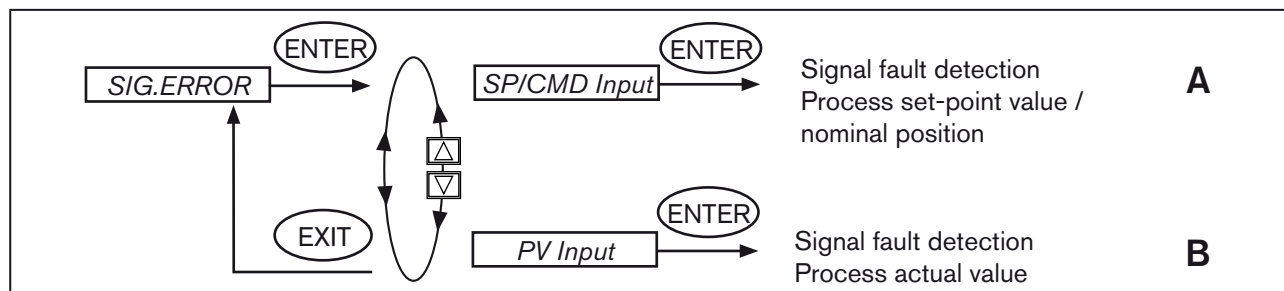 ENTER
SIG.ERROR
EXIT
SP/CMD Input
ENTER
Signal fault detection
Process set-point value /
nominal position
A
PV Input
ENTER
Signal fault detection
Process actual value
B